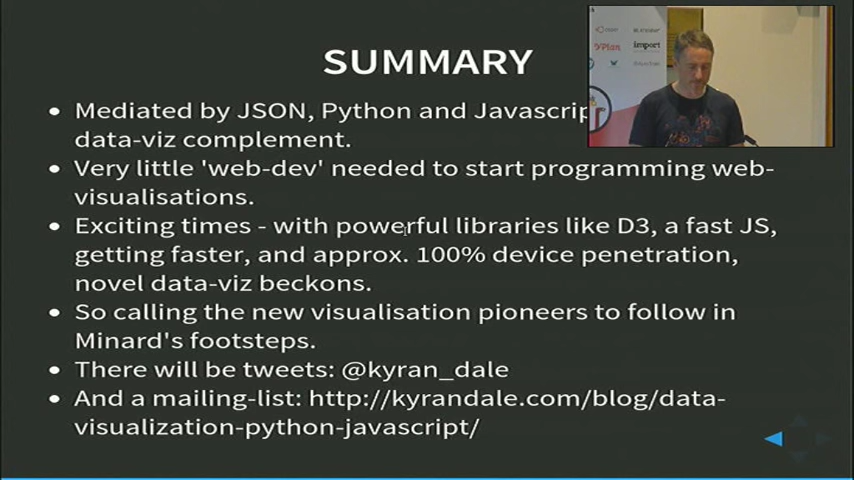 SUMMARY
Mediated by JSON, Python and Javascrip
data-viz complement.
Very little 'web-dev' needed to start programming web-
visualisations.
Exciting times - with powerful libraries like D3, a fast JS,
getting faster, and approx. 100% device penetration,
novel data-viz beckons.
So calling the new visualisation pioneers to follow in
Minard's footsteps.
There will be tweets: @kyran_dale
And a mailing-list: http://kyrandale.com/blog/data-
visualization-python-javascript/
import